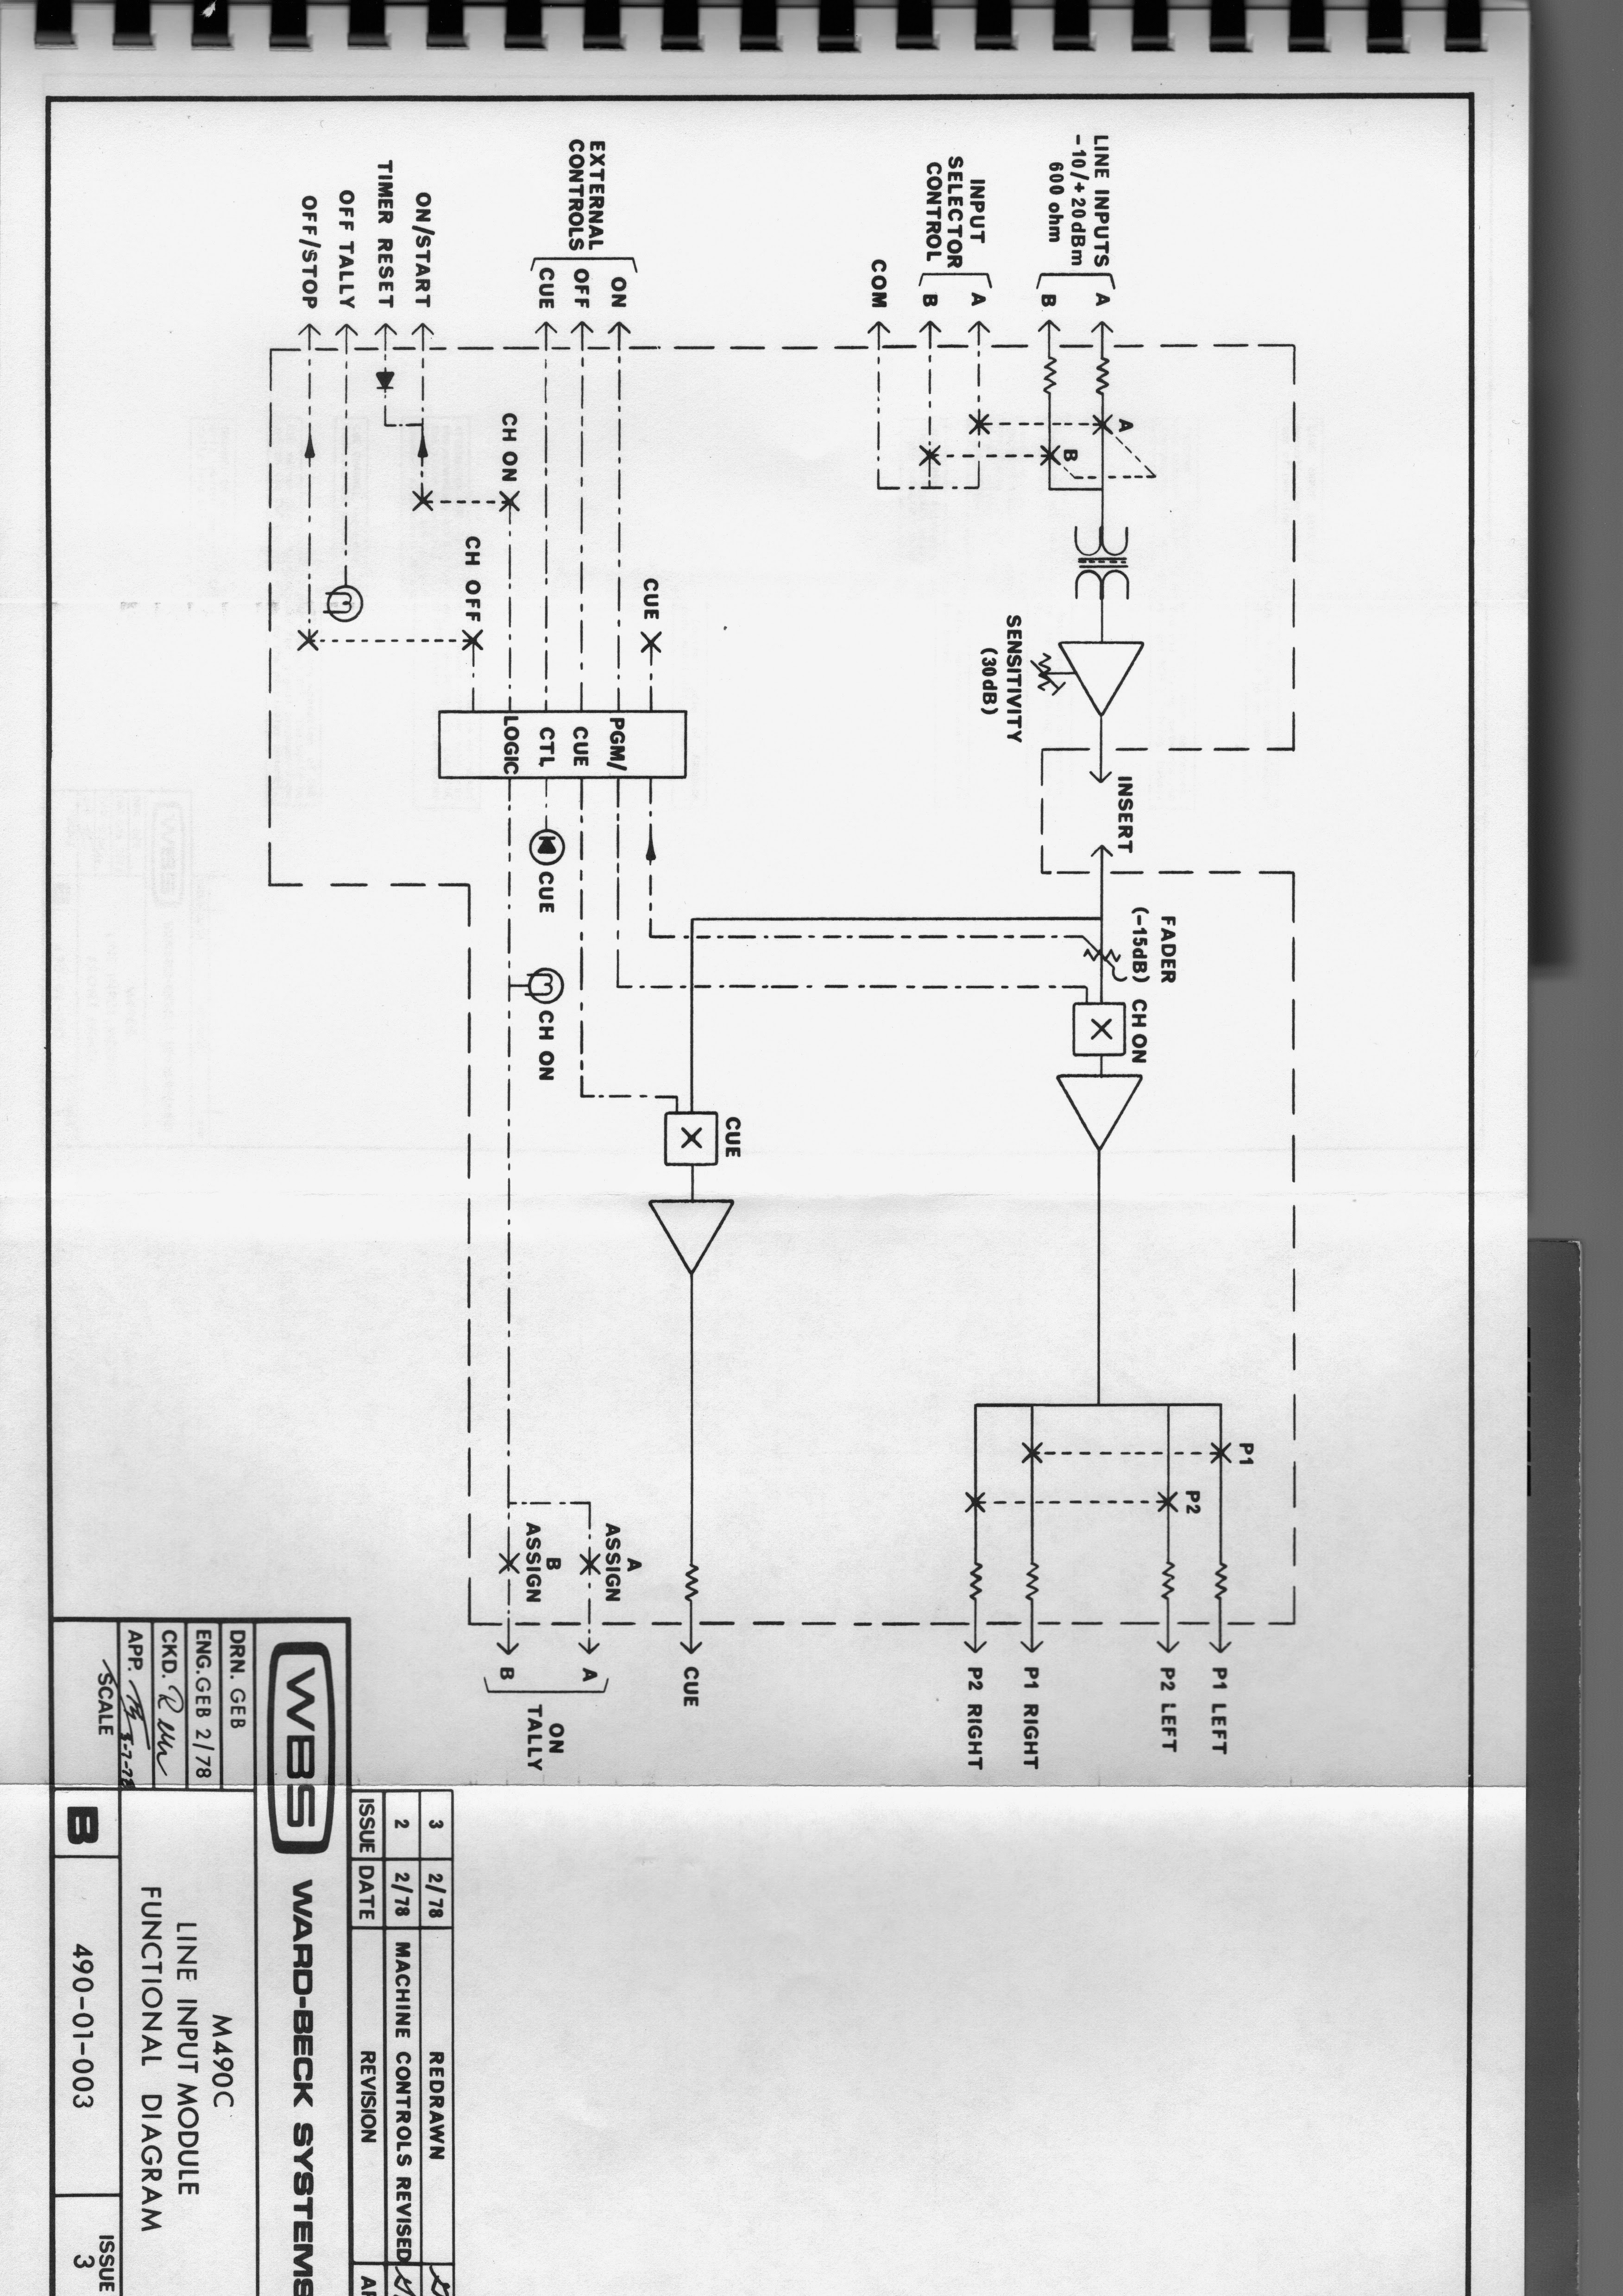 LINE INPUTS
-10/+20dBm
600 ohm
A
B
A
B
INPUT
SELECTOR
CONTROL
A
B
COM
SENSITIVITY
(30dB)
INSERT
FADER
(-15dB)
CH ON
P1
P2
P1 LEFT
P2 LEFT
P1 RIGHT
P2 RIGHT
EXTERNAL
CONTROLS
ON
OFF
CUE
CUE
CUE
CUE
PGM/
CUE
CTL
LOGIC
CUE
CH ON
CH ON
CH OFF
ON/START
TIMER RESET
OFF TALLY
OFF/STOP
A
ASSIGN
B
ASSIGN
A
B
ON
TALLY
3 2/78 REDRAWN
2 2/78 MACHINE CONTROLS REVISED
ISSUE DATE REVISION
WBS WARD-BECK SYSTEMS
DRN. GEB
ENG. GEB 2/78
CKD.
APP. 3-7-78
SCALE
M490C
LINE INPUT MODULE
FUNCTIONAL DIAGRAM
B
490-01-003
ISSUE
3